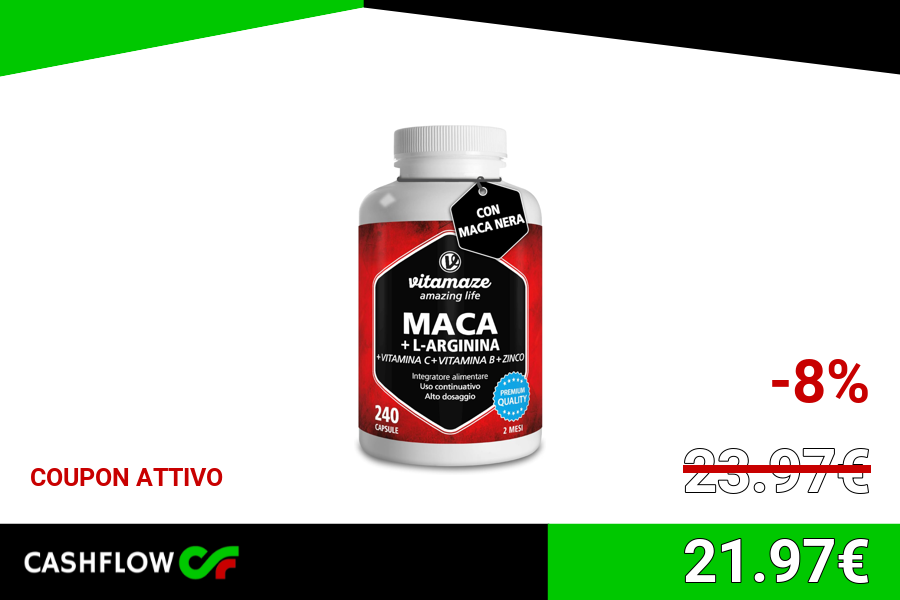 CON
MACA NERA
vitamaze
amazing life
MACA
+ L-ARGININA
+VITAMINA C+VITAMINA B+ZINCO
Integratore alimentare
Uso continuativo
Alto dosaggio
PREMIUM
QUALITY
240
CAPSULE
2 MESI
-8%
23.97€
COUPON ATTIVO
CASHFLOW
21.97€